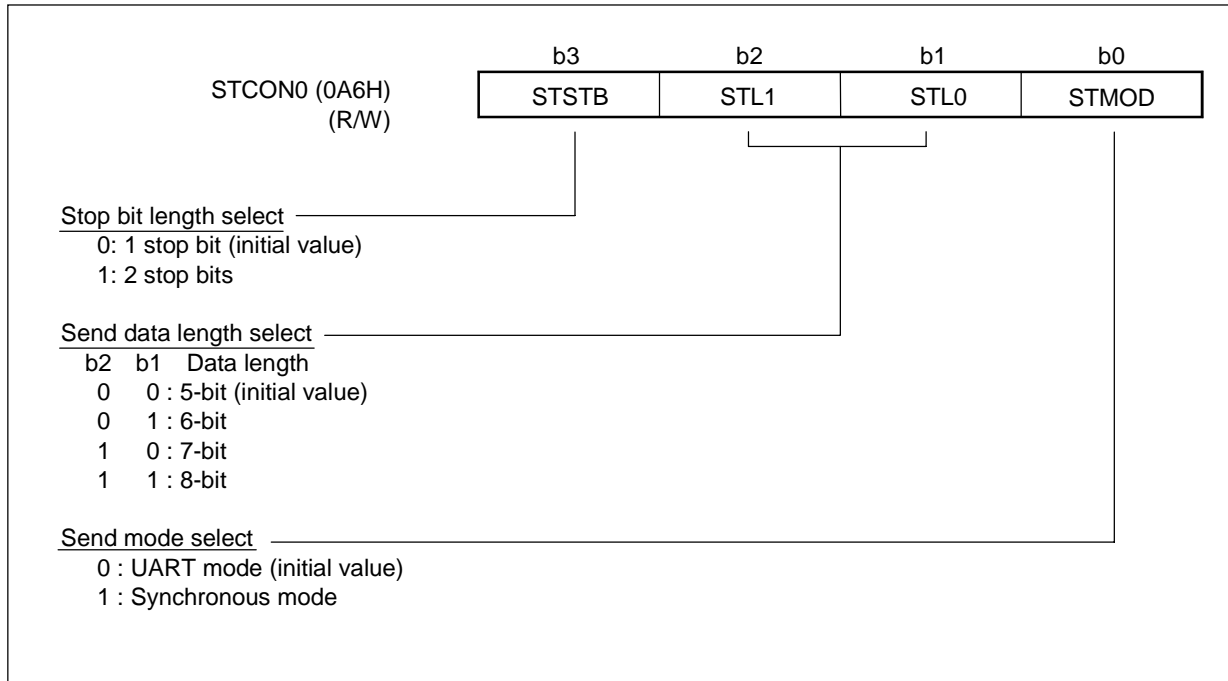 b3 b2 b1 b0
STCON0 (0A6H) STSTB STL1 STL0 STMOD
(R/W)
Stop bit length select
0: 1 stop bit (initial value)
1: 2 stop bits
Send data length select
b2 b1 Data length
0 0 : 5-bit (initial value)
0 1 : 6-bit
1 0 : 7-bit
1 1 : 8-bit
Send mode select
0 : UART mode (initial value)
1 : Synchronous mode